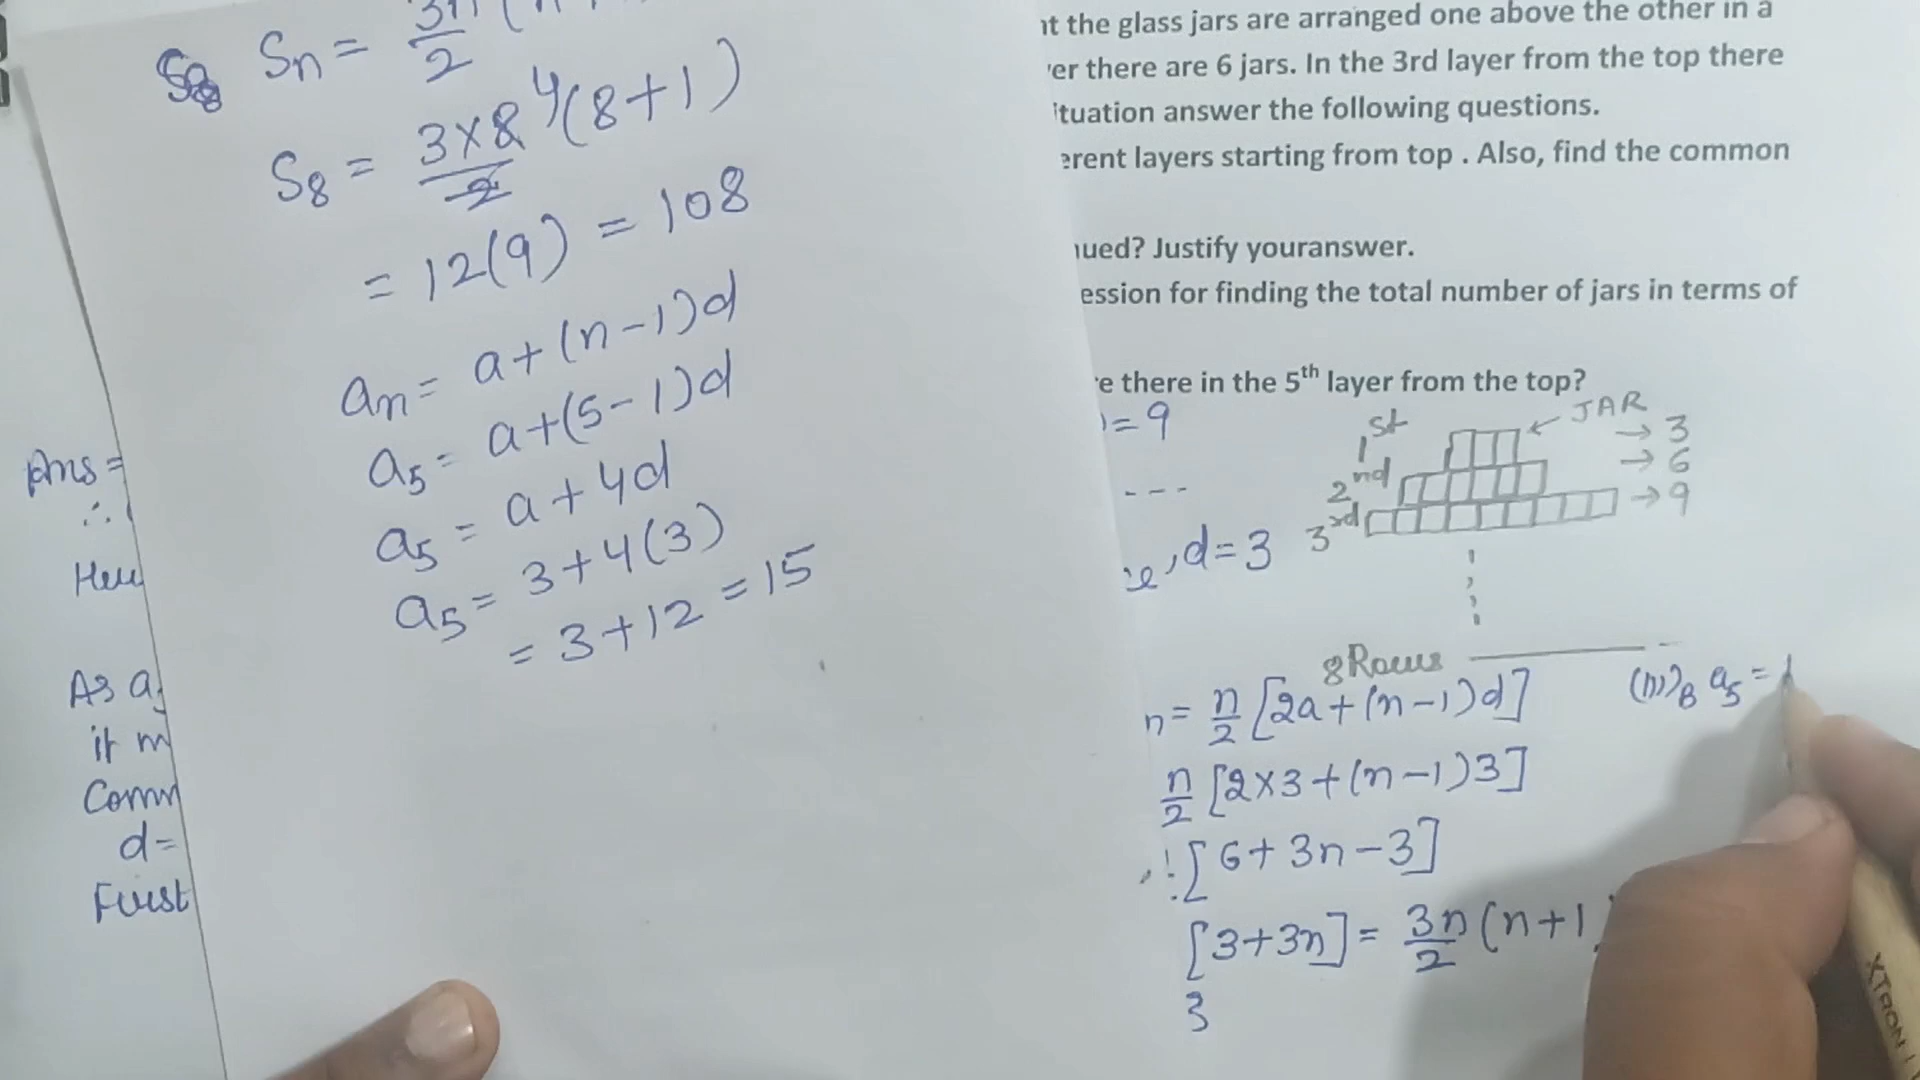 Sn = 3n/2 (n
S8 = 3×8/2 4(8+1)
= 12(9) = 108
an = a+(n-1)d
a5 = a+(5-1)d
a5 = a+4d
a5 = 3+4(3)
= 3+12 = 15
Ans =
∴
As a
it m
Comm
d=
First
the glass jars are arranged one above the other in a
er there are 6 jars. In the 3rd layer from the top there
ituation answer the following questions.
erent layers starting from top . Also, find the common
nued? Justify youranswer.
ession for finding the total number of jars in terms of
e there in the 5th layer from the top?
)= 9
---
,d=3
JAR
1st → 3
2nd → 6
3rd → 9
8 Rows
n = n/2 [2a+(n-1)d]
n/2 [2×3+(n-1)3]
[6+3n-3]
[3+3n] = 3n/2 (n+1
3
a5 =
XTRON